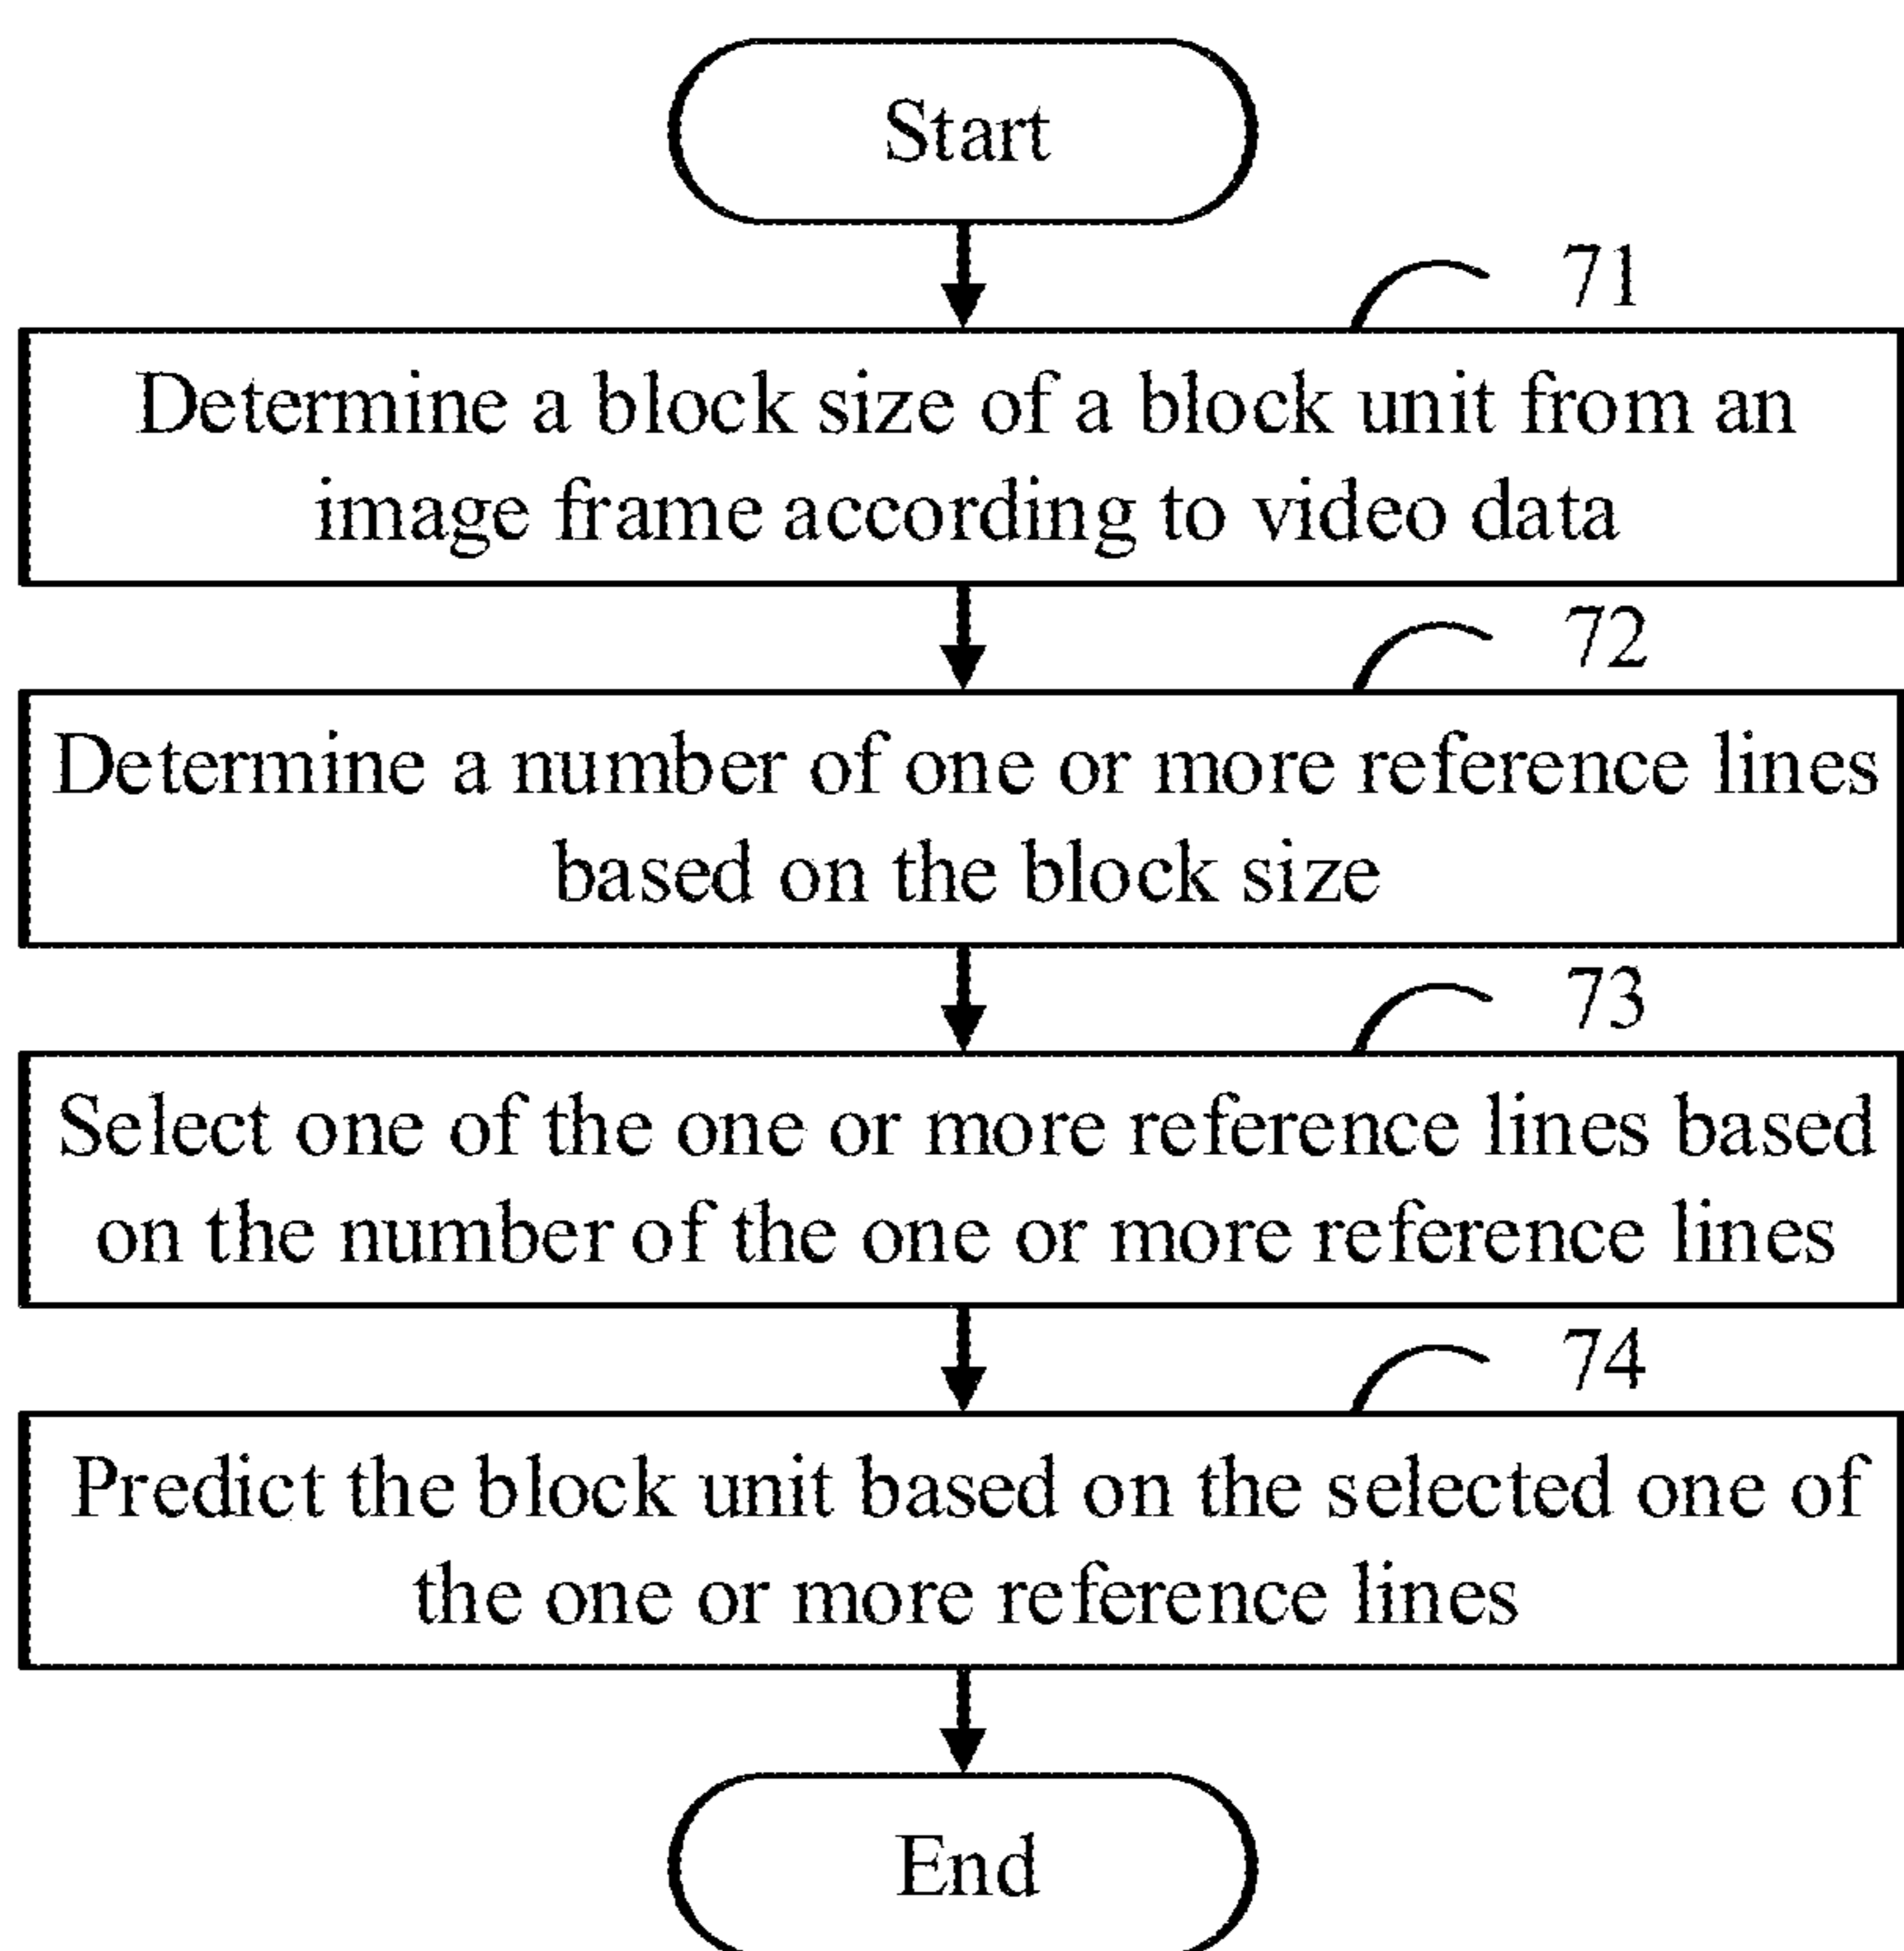 Start
71
Determine a block size of a block unit from an
image frame according to video data
72
Determine a number of one or more reference lines
based on the block size
73
Select one of the one or more reference lines based
on the number of the one or more reference lines
74
Predict the block unit based on the selected one of
the one or more reference lines
End